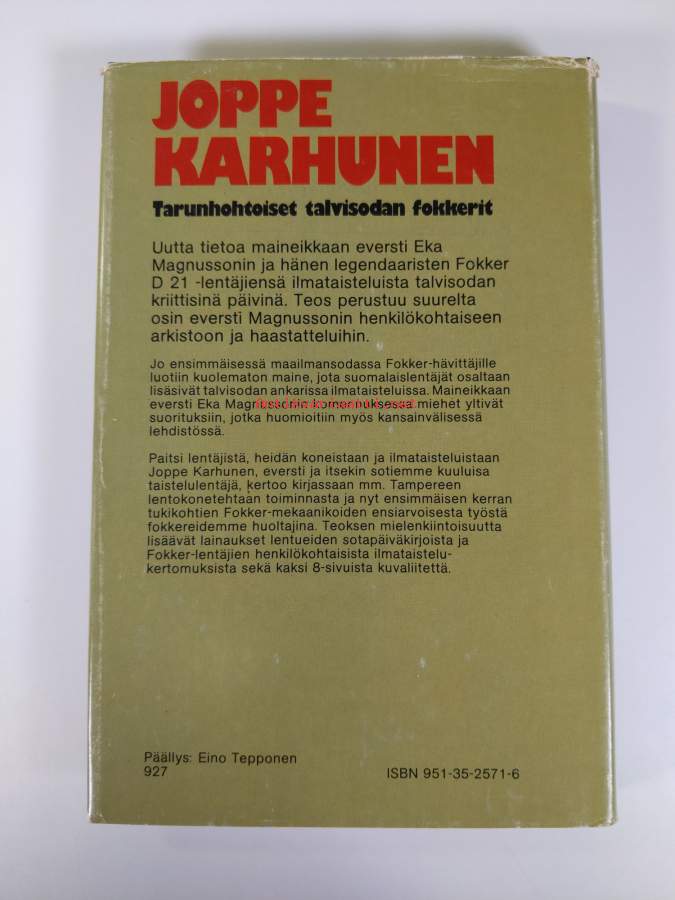 JOPPE
KARHUNEN
Tarunhohtoiset talvisodan fokkerit
Uutta tietoa maineikkaan eversti Eka
Magnussonin ja hänen legendaaristen Fokker
D 21 -lentäjiensä ilmataisteluista talvisodan
kriittisinä päivinä. Teos perustuu suurelta
osin eversti Magnussonin henkilökohtaiseen
arkistoon ja haastatteluihin.
Jo ensimmäisessä maailmansodassa Fokker-hävittäjille
luotiin kuolematon maine, jota suomalaislentäjät osaltaan
lisäsivät talvisodan ankarissa ilmataisteluissa. Maineikkaan
eversti Eka Magnussonin komennuksessa miehet yltivät
suorituksiin, jotka huomioitiin myös kansainvälisessä
lehdistössä.
Paitsi lentäjistä, heidän koneistaan ja ilmataisteluistaan
Joppe Karhunen, eversti ja itsekin sotiemme kuuluisa
taistelulentäjä, kertoo kirjassaan mm. Tampereen
lentokonetehtaan toiminnasta ja nyt ensimmäisen kerran
tukikohtien Fokker-mekaanikoiden ensiarvoisesta työstä
fokkereidemme huoltajina. Teoksen mielenkiintoisuutta
lisäävät lainaukset lentueiden sotapäiväkirjoista ja
Fokker-lentäjien henkilökohtaisista ilmataistelu-
kertomuksista sekä kaksi 8-sivuista kuvaliitettä.
Päällys: Eino Tepponen
927
ISBN 951-35-2571-6